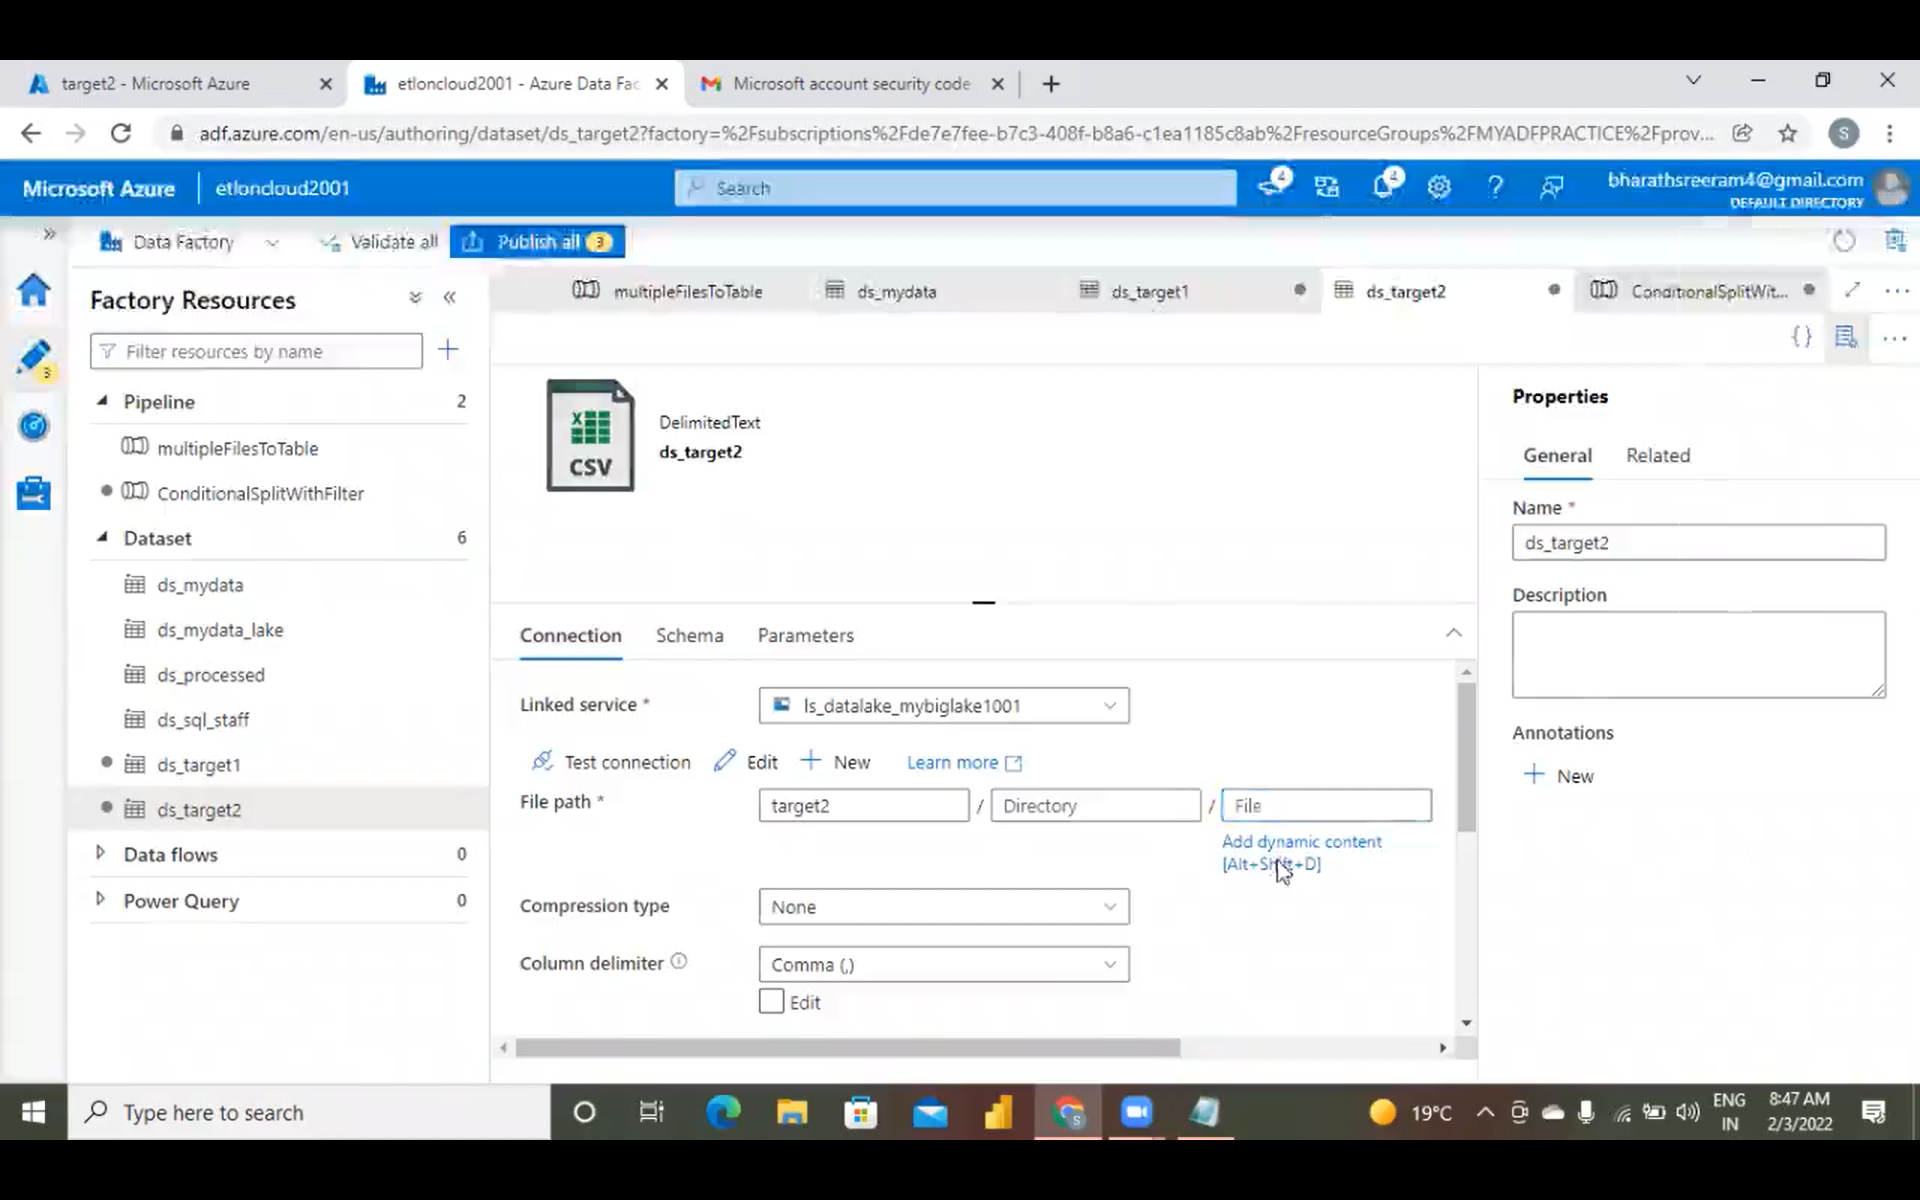 target2 - Microsoft Azure
etloncloud2001 - Azure Data Fac
Microsoft account security code
adf.azure.com/en-us/authoring/dataset/ds_target2?factory=%2Fsubscriptions%2Fde7e7fee-b7c3-408f-b8a6-c1ea1185c8ab%2FresourceGroups%2FMYADFPRACTICE%2Fprov...
S
Microsoft Azure
etloncloud2001
Search
4
4
bharathsreeram4@gmail.com
DEFAULT DIRECTORY
Data Factory
Validate all
Publish all 3
Factory Resources
Filter resources by name
3
Pipeline 2
multipleFilesToTable
ConditionalSplitWithFilter
Dataset 6
ds_mydata
ds_mydata_lake
ds_processed
ds_sql_staff
ds_target1
ds_target2
Data flows 0
Power Query 0
multipleFilesToTable
ds_mydata
ds_target1
ds_target2
ConditionalSplitWit...
{ }
X
CSV
DelimitedText
ds_target2
Connection
Schema
Parameters
Linked service *
ls_datalake_mybiglake1001
Test connection
Edit
New
Learn more
File path *
target2 / Directory / File
Add dynamic content
[Alt+Shift+D]
Compression type
None
Column delimiter
Comma (,)
Edit
Properties
General
Related
Name *
ds_target2
Description
Annotations
New
Type here to search
S
19°C
ENG
IN
8:47 AM
2/3/2022